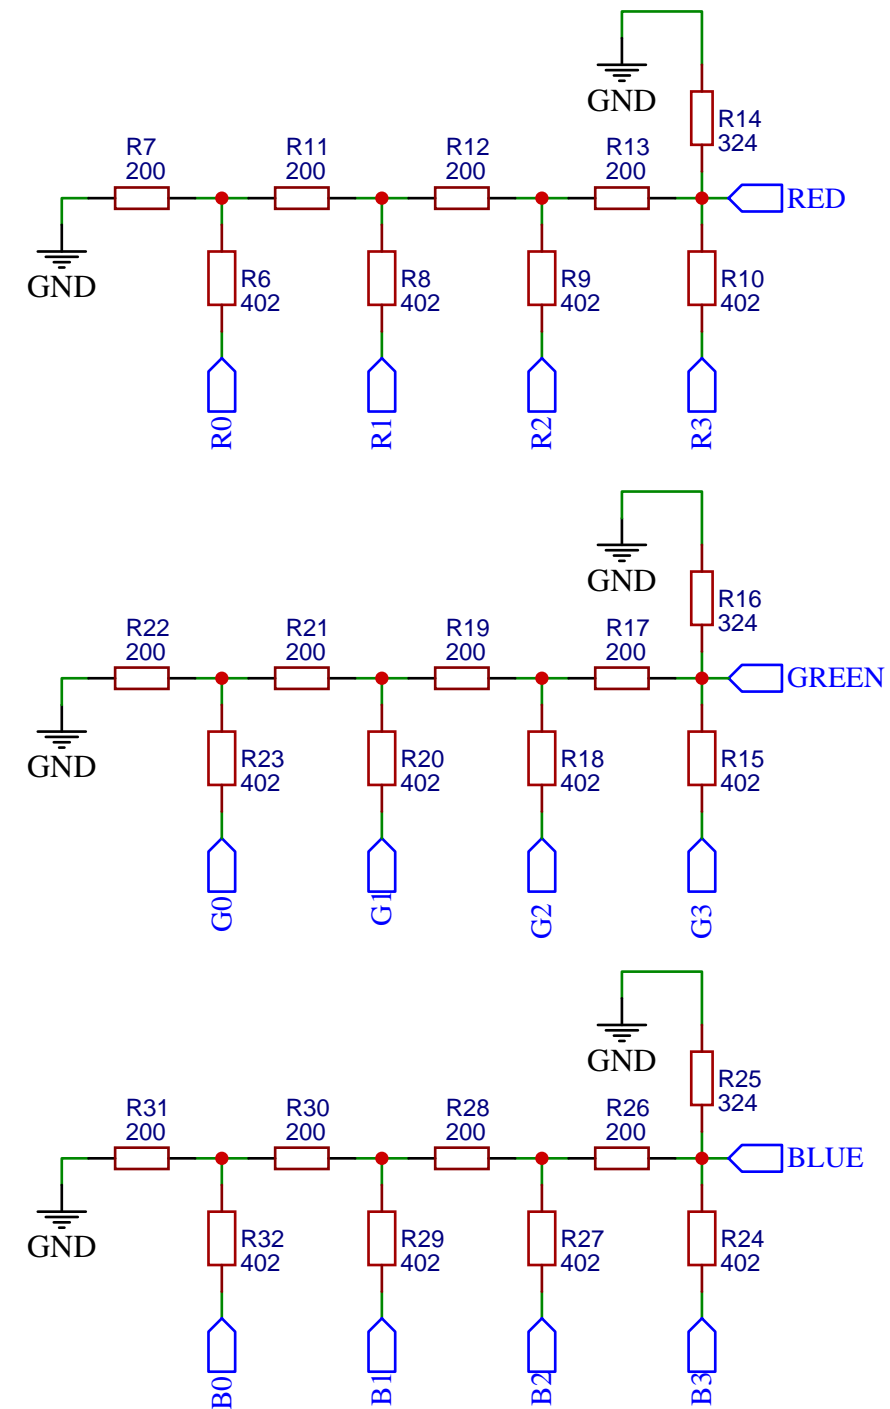 GND
R14
324
R7
200
R11
200
R12
200
R13
200
RED
GND
R6
402
R8
402
R9
402
R10
402
R0
R1
R2
R3
GND
R16
324
R22
200
R21
200
R19
200
R17
200
GREEN
GND
R23
402
R20
402
R18
402
R15
402
G0
G1
G2
G3
GND
R25
324
R31
200
R30
200
R28
200
R26
200
BLUE
GND
R32
402
R29
402
R27
402
R24
402
B0
B1
B2
B3